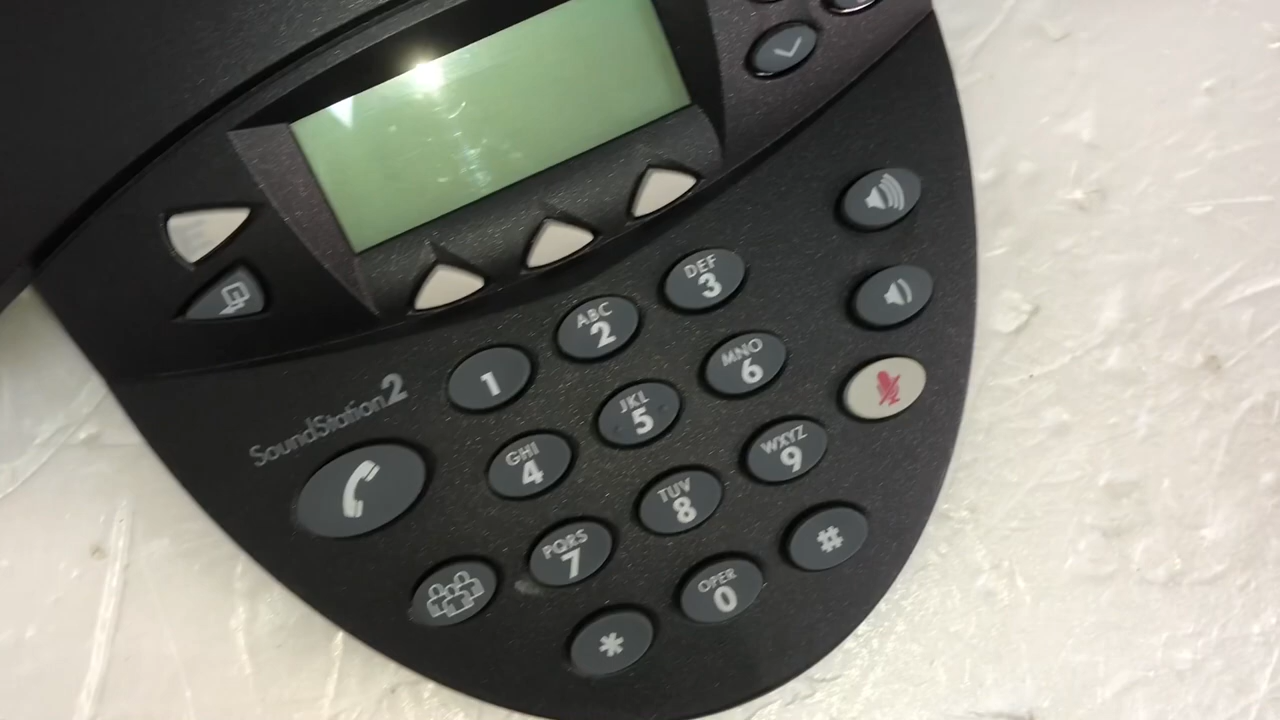 SoundStation2
1
ABC
2
DEF
3
GHI
4
JKL
5
MNO
6
PQRS
7
TUV
8
WXYZ
9
*
OPER
0
#